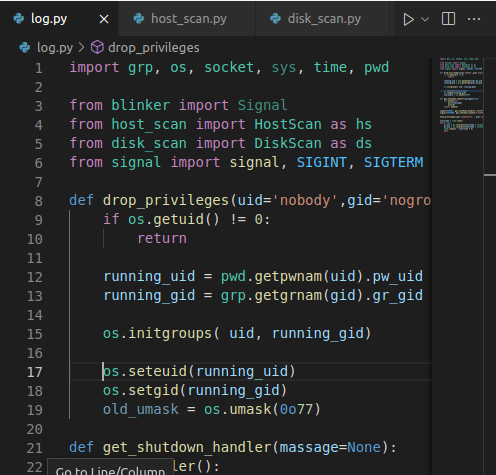 log.py host_scan.py disk_scan.py
log.py > drop_privileges
1 import grp, os, socket, sys, time, pwd
2
3 from blinker import Signal
4 from host_scan import HostScan as hs
5 from disk_scan import DiskScan as ds
6 from signal import signal, SIGINT, SIGTERM
7
8 def drop_privileges(uid='nobody',gid='nogro
9 if os.getuid() != 0:
10 return
11
12 running_uid = pwd.getpwnam(uid).pw_uid
13 running_gid = grp.getgrnam(gid).gr_gid
14
15 os.initgroups( uid, running_gid)
16
17 os.seteuid(running_uid)
18 os.setgid(running_gid)
19 old_umask = os.umask(0o77)
20
21 def get_shutdown_handler(massage=None):
22 ler():
Go to Line/Column